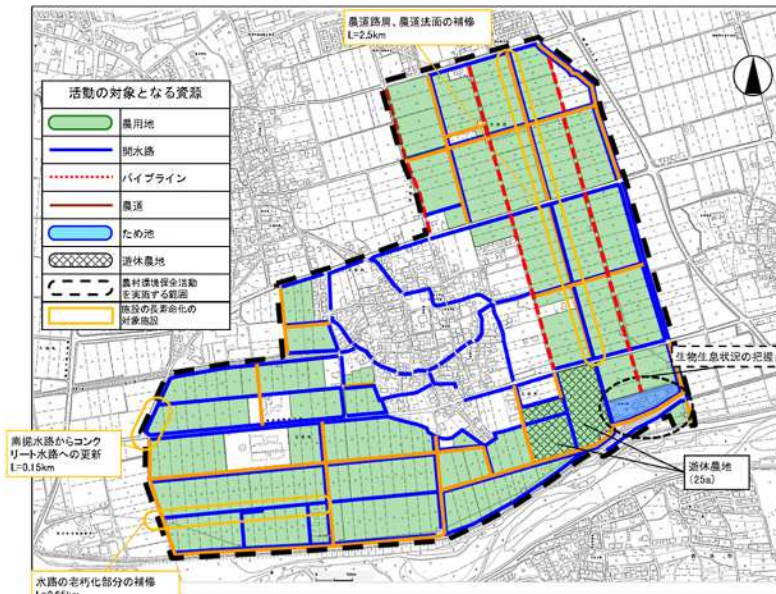 農道路肩、農道法面の補修
L=2.5km
活動の対象となる資源
農用地
開水路
パイプライン
農道
ため池
遊休農地
農村環境保全活動
を実施する範囲
施設の長寿命化の
対象施設
生物生息状況の把握
素掘水路からコンク
リート水路への更新
L=0.15km
遊休農地
(25a)
水路の老朽化部分の補修